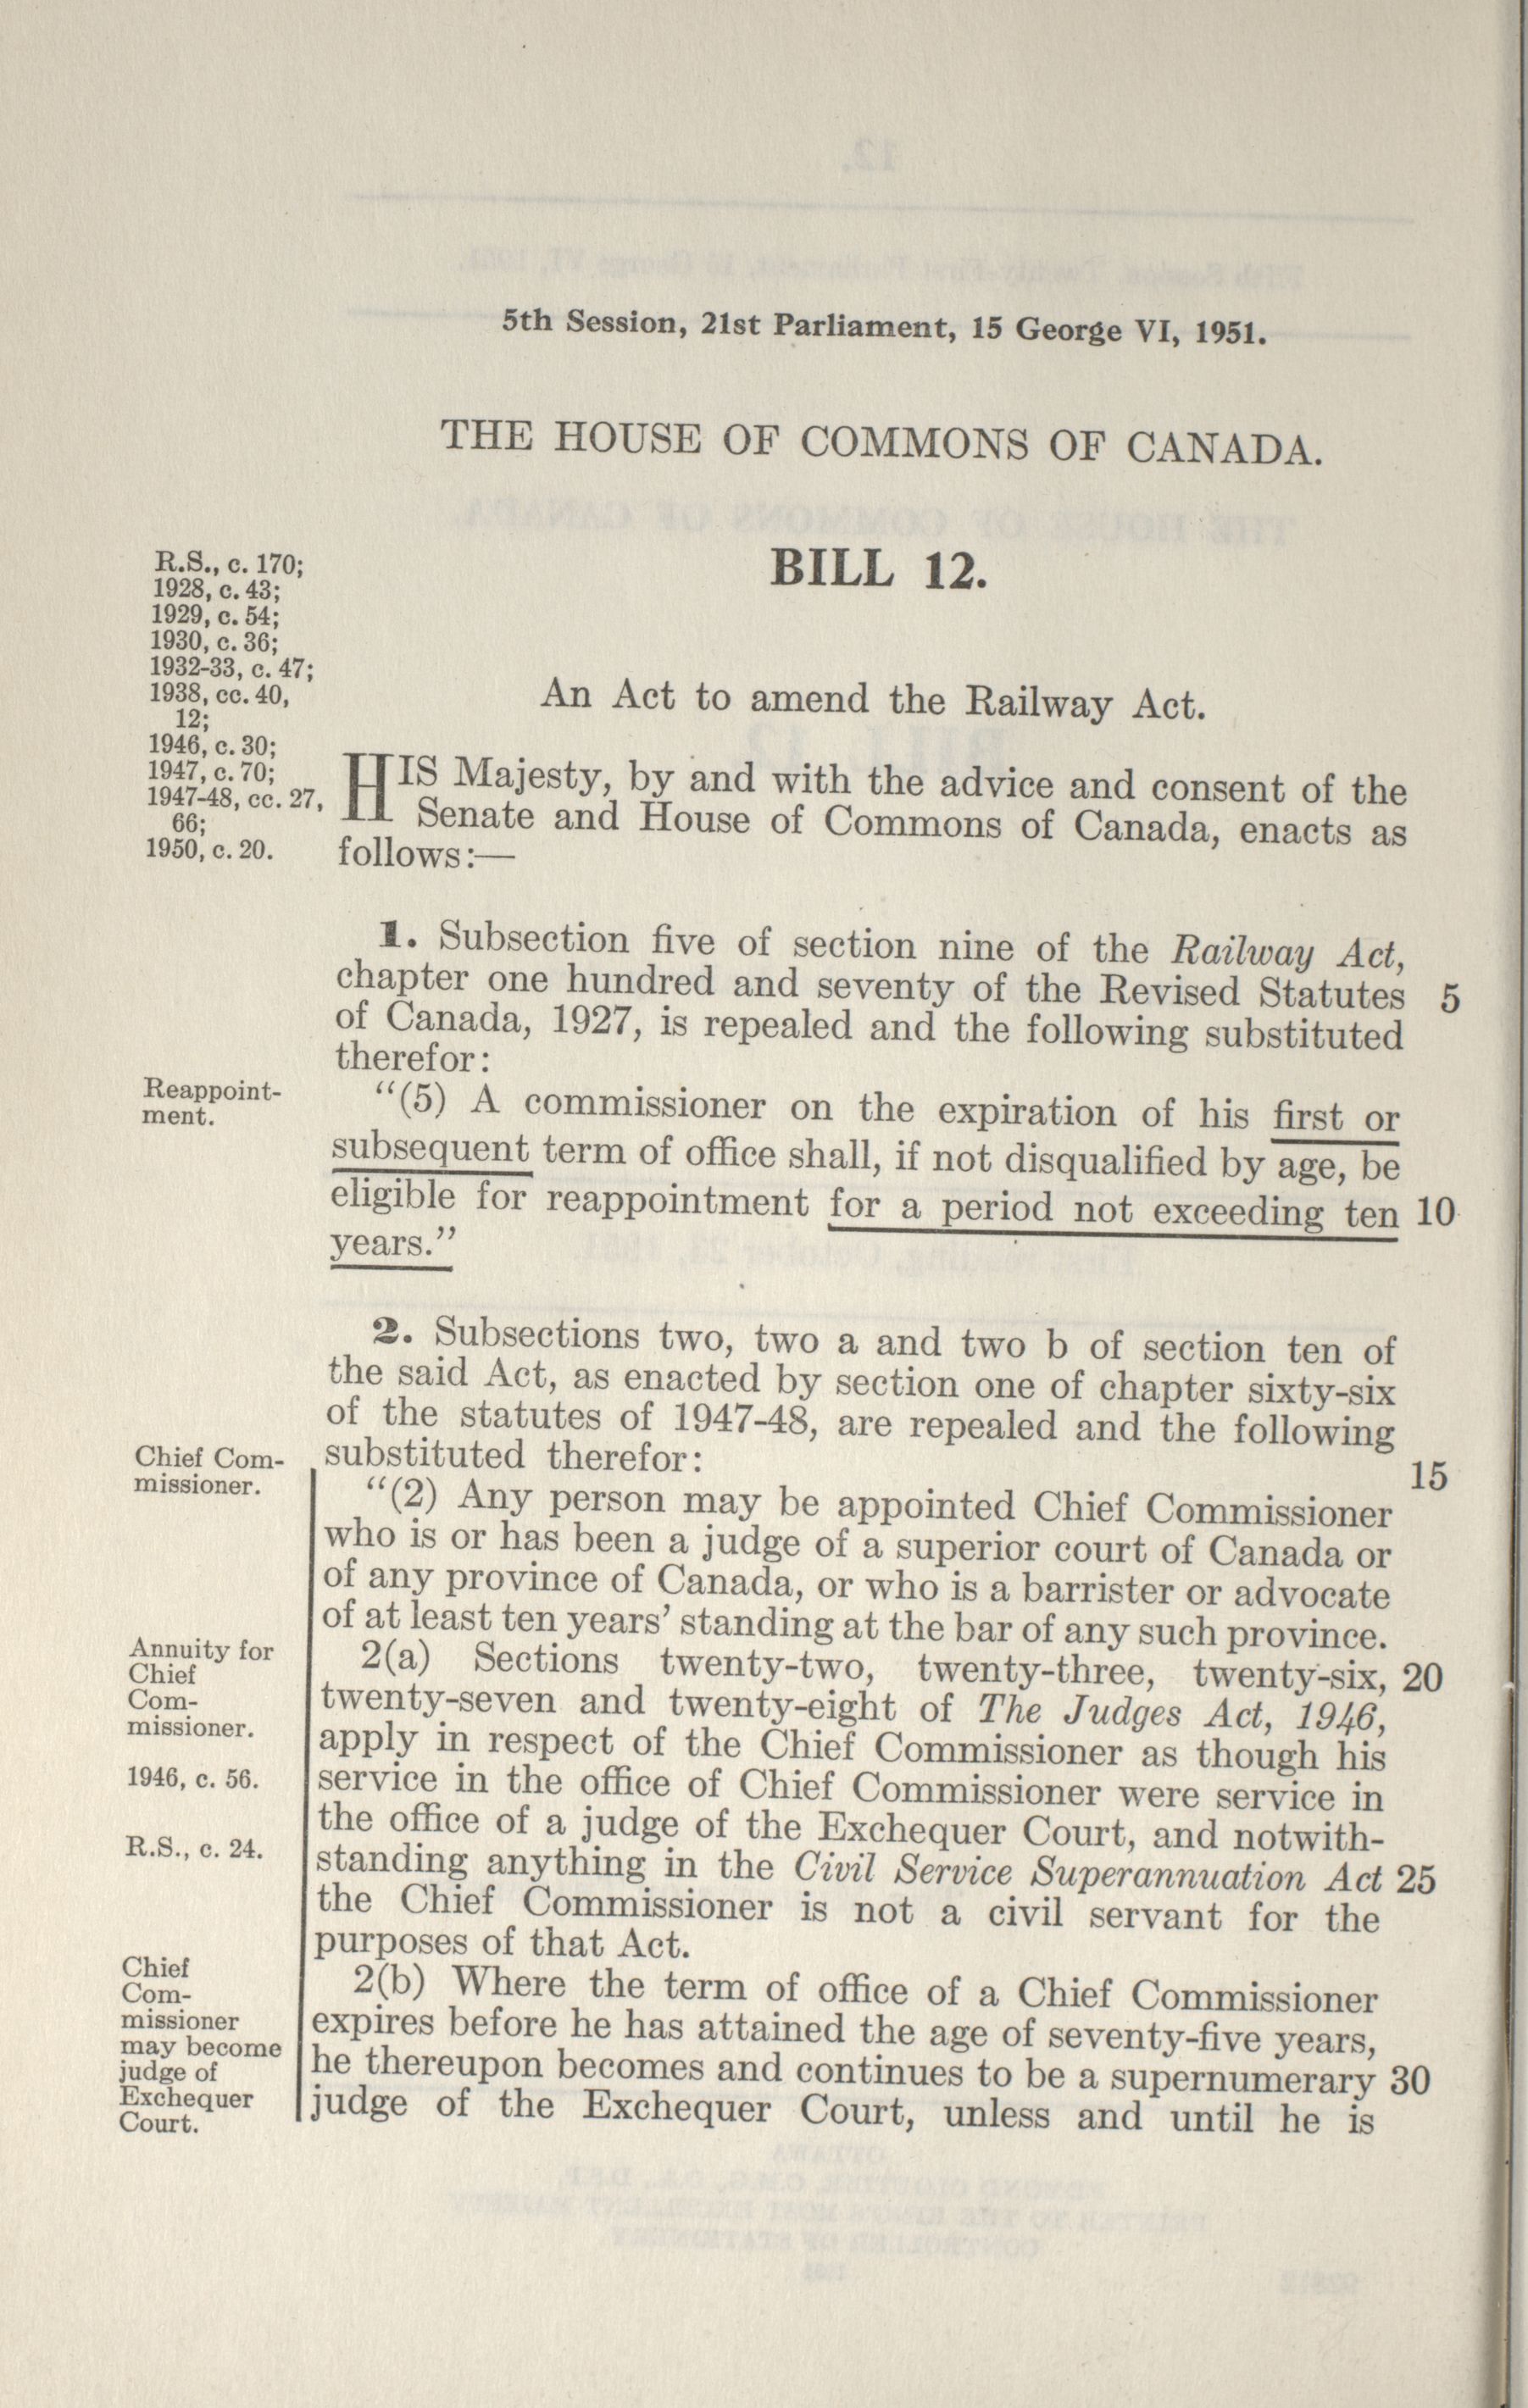 5th Session, 21st Parliament, 15 George VI, 1951.
THE HOUSE OF COMMONS OF CANADA.
BILL 12.
R.S., c. 170;
1928, c. 43;
1929, c. 54;
1930, c. 36;
1932-33, c. 47;
1938, cc. 40,
12;
1946, c. 30;
1947, c. 70;
1947-48, cc. 27,
66;
1950, c. 20.
An Act to amend the Railway Act.
HIS Majesty, by and with the advice and consent of the
Senate and House of Commons of Canada, enacts as
follows:—
1. Subsection five of section nine of the Railway Act,
chapter one hundred and seventy of the Revised Statutes 5
of Canada, 1927, is repealed and the following substituted
therefor:
Reappoint-
ment.
"(5) A commissioner on the expiration of his first or
subsequent term of office shall, if not disqualified by age, be
eligible for reappointment for a period not exceeding ten 10
years."
2. Subsections two, two a and two b of section ten of
the said Act, as enacted by section one of chapter sixty-six
of the statutes of 1947-48, are repealed and the following
substituted therefor: 15
Chief Com-
missioner.
"(2) Any person may be appointed Chief Commissioner
who is or has been a judge of a superior court of Canada or
of any province of Canada, or who is a barrister or advocate
of at least ten years' standing at the bar of any such province.
Annuity for
Chief
Com-
missioner.
1946, c. 56.
R.S., c. 24.
2(a) Sections twenty-two, twenty-three, twenty-six, 20
twenty-seven and twenty-eight of The Judges Act, 1946,
apply in respect of the Chief Commissioner as though his
service in the office of Chief Commissioner were service in
the office of a judge of the Exchequer Court, and notwith-
standing anything in the Civil Service Superannuation Act 25
the Chief Commissioner is not a civil servant for the
purposes of that Act.
Chief
Com-
missioner
may become
judge of
Exchequer
Court.
2(b) Where the term of office of a Chief Commissioner
expires before he has attained the age of seventy-five years,
he thereupon becomes and continues to be a supernumerary 30
judge of the Exchequer Court, unless and until he is